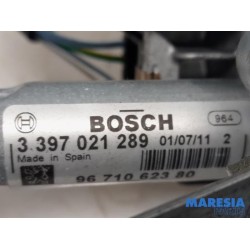 BOSCH
964
3 397 021 289 01/07/11 2
Made in Spain
96 710 623 80
MARESIA